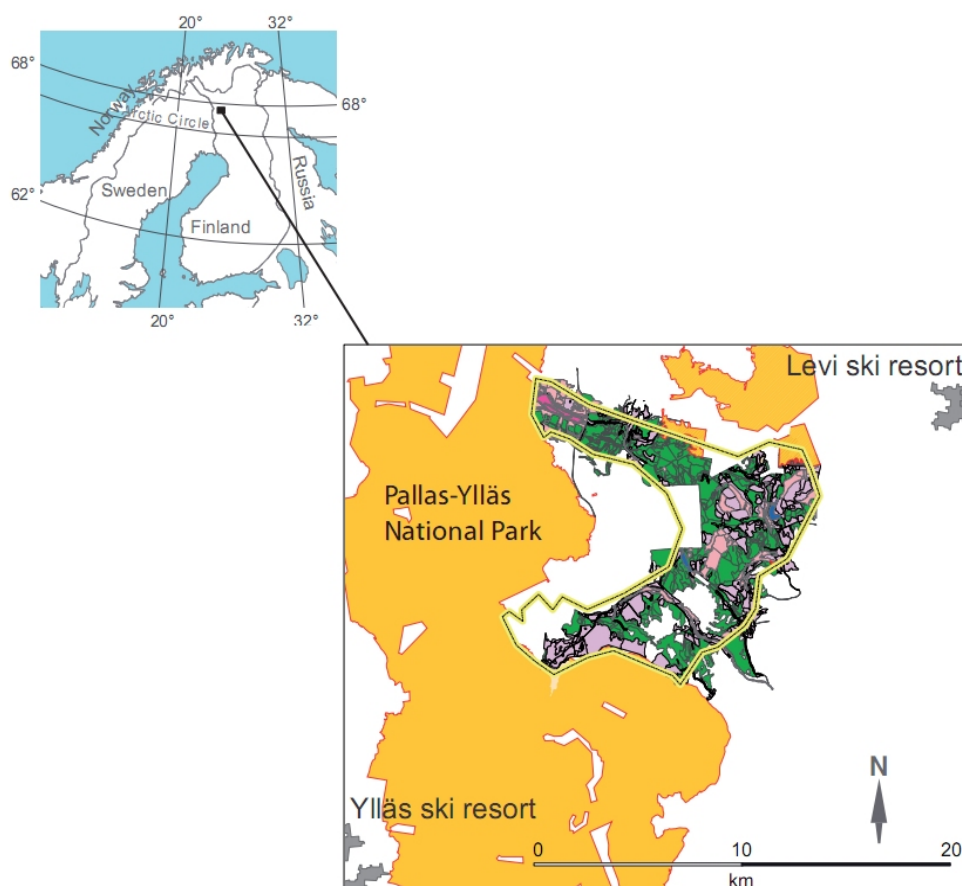 20°
32°
68°
68°
Norway
Arctic Circle
62°
Sweden
Russia
Finland
20°
32°
Levi ski resort
Pallas-Ylläs
National Park
N
Ylläs ski resort
0
10
20
km